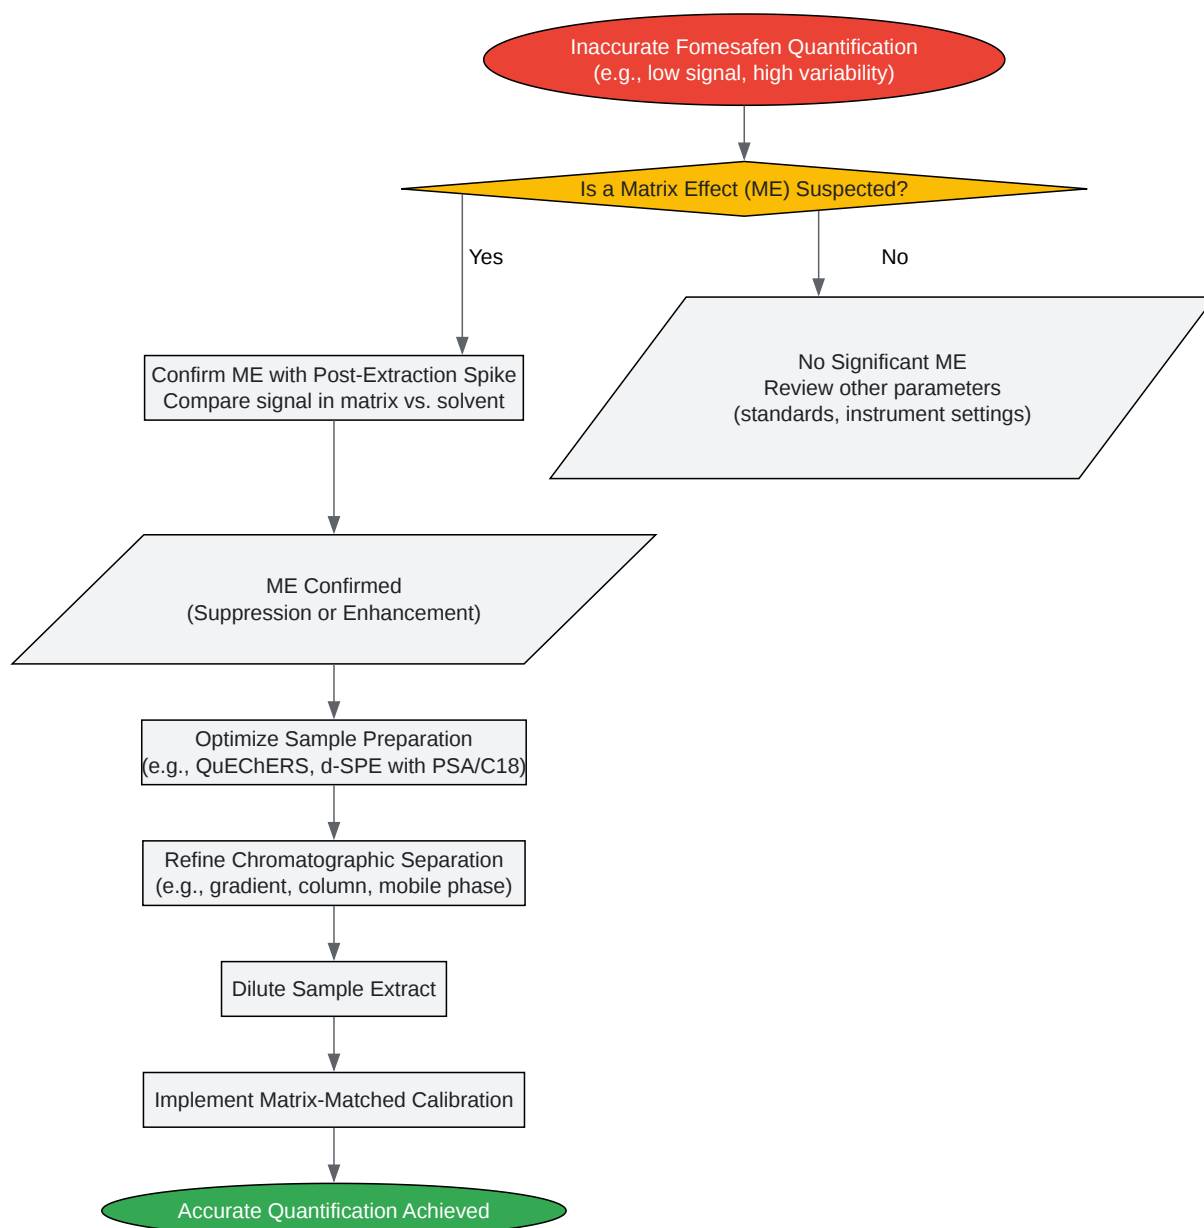 Inaccurate Fomesafen Quantification
(e.g., low signal, high variability)
Is a Matrix Effect (ME) Suspected?
Yes
No
Confirm ME with Post-Extraction Spike
Compare signal in matrix vs. solvent
No Significant ME
Review other parameters
(standards, instrument settings)
ME Confirmed
(Suppression or Enhancement)
Optimize Sample Preparation
(e.g., QuEChERS, d-SPE with PSA/C18)
Refine Chromatographic Separation
(e.g., gradient, column, mobile phase)
Dilute Sample Extract
Implement Matrix-Matched Calibration
Accurate Quantification Achieved